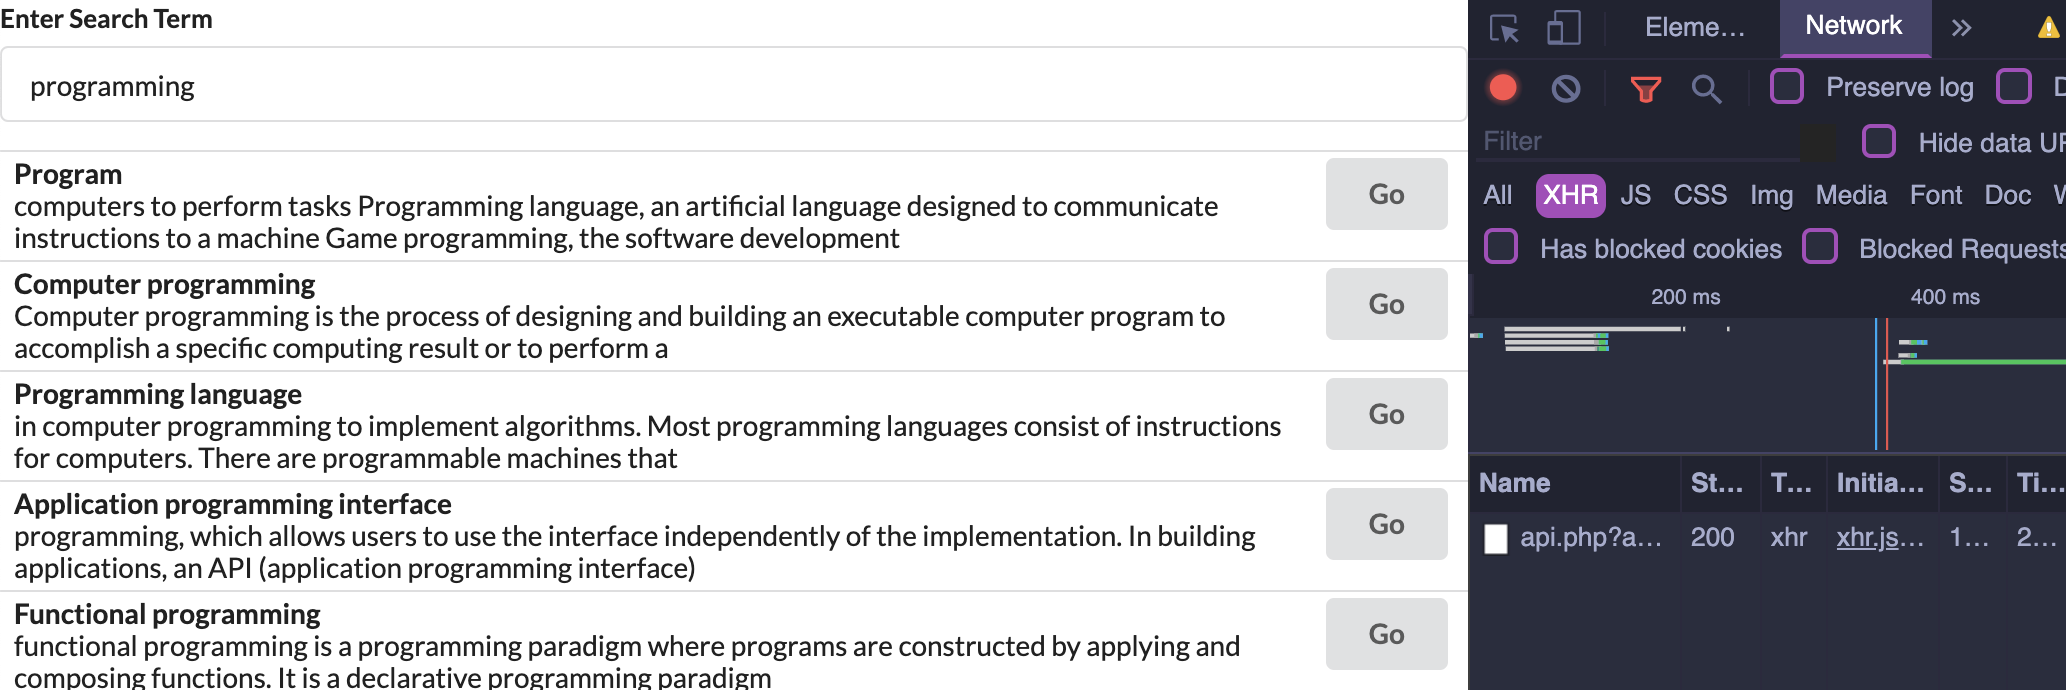 Enter Search Term
programming
Program
computers to perform tasks Programming language, an artificial language designed to communicate
instructions to a machine Game programming, the software development
Go
Computer programming
Computer programming is the process of designing and building an executable computer program to
accomplish a specific computing result or to perform a
Go
Programming language
in computer programming to implement algorithms. Most programming languages consist of instructions
for computers. There are programmable machines that
Go
Application programming interface
programming, which allows users to use the interface independently of the implementation. In building
applications, an API (application programming interface)
Go
Functional programming
functional programming is a programming paradigm where programs are constructed by applying and
composing functions. It is a declarative programming paradigm
Go
Eleme… Network
Preserve log D
Filter Hide data UR
All XHR JS CSS Img Media Font Doc W
Has blocked cookies Blocked Requests
200 ms 400 ms
Name St… T… Initia… S… Ti…
api.php?a… 200 xhr xhr.js… 1… 2…